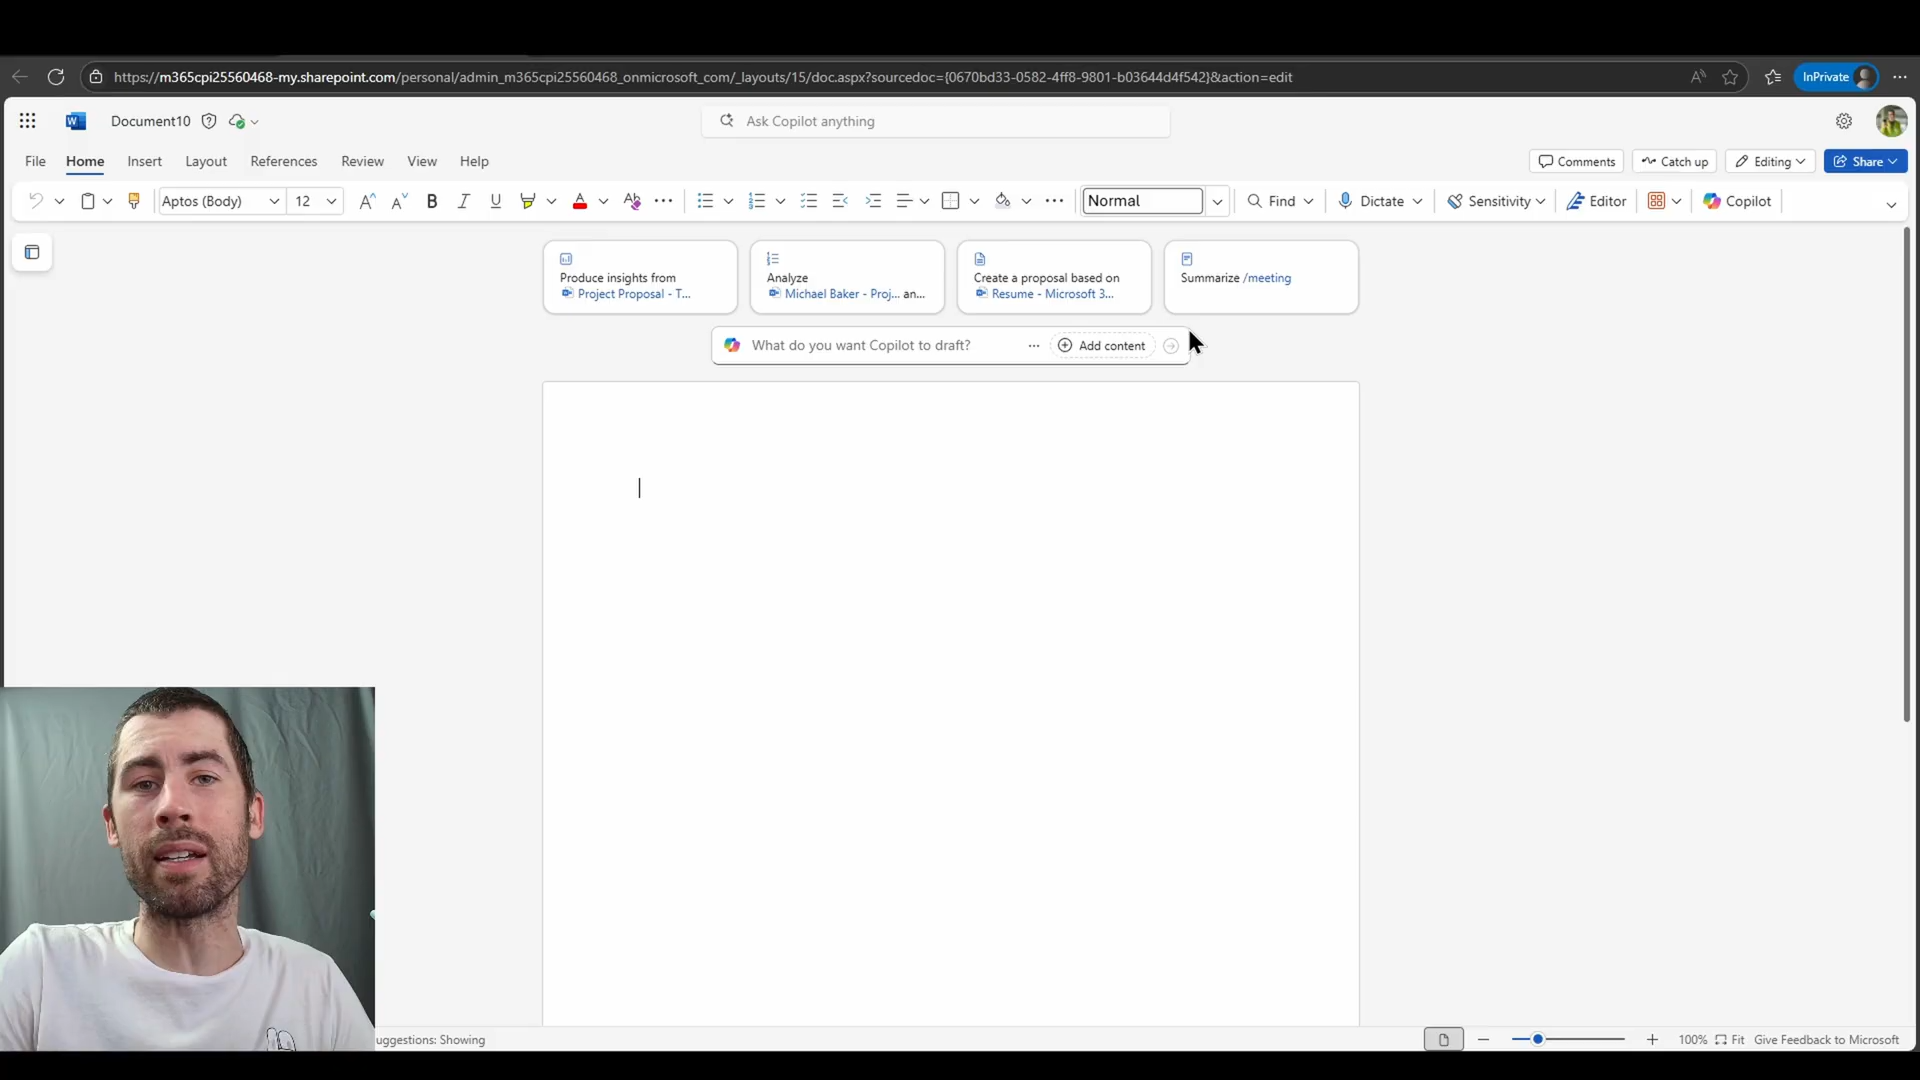 https://m365cpi25560468-my.sharepoint.com/personal/admin_m365cpi25560468_onmicrosoft_com/_layouts/15/doc.aspx?sourcedoc={0670bd33-0582-4ff8-9801-b03644d4f542}&action=edit
InPrivate
Document10
Ask Copilot anything
File Home Insert Layout References Review View Help
Comments Catch up Editing Share
Aptos (Body) 12 Normal Find Dictate Sensitivity Editor Copilot
Produce insights from
Project Proposal - T...
Analyze
Michael Baker - Proj... an...
Create a proposal based on
Resume - Microsoft 3...
Summarize /meeting
What do you want Copilot to draft?
Add content
uggestions: Showing
100% Fit Give Feedback to Microsoft